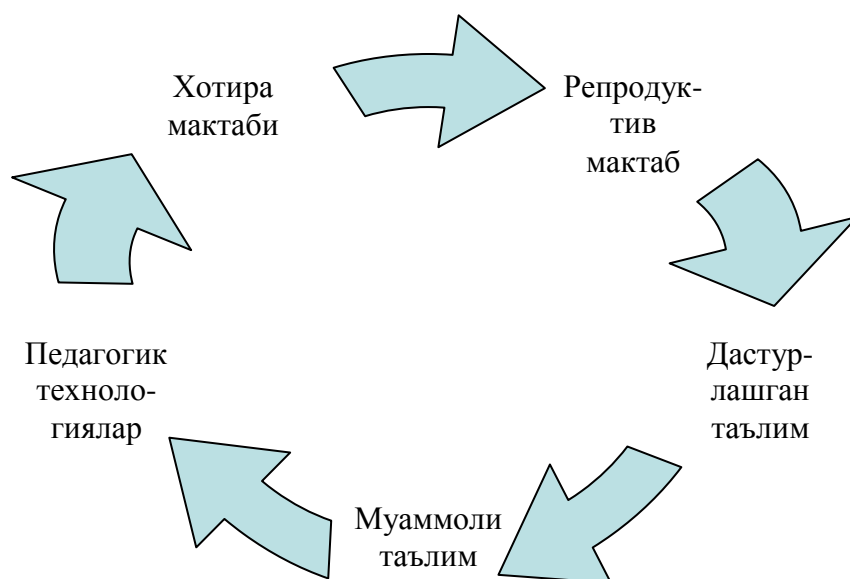 Хотира
мактаби
Репродук-
тив
мактаб
Дастур-
лашган
таълим
Муаммоли
таълим
Педагогик
техноло-
гиялар